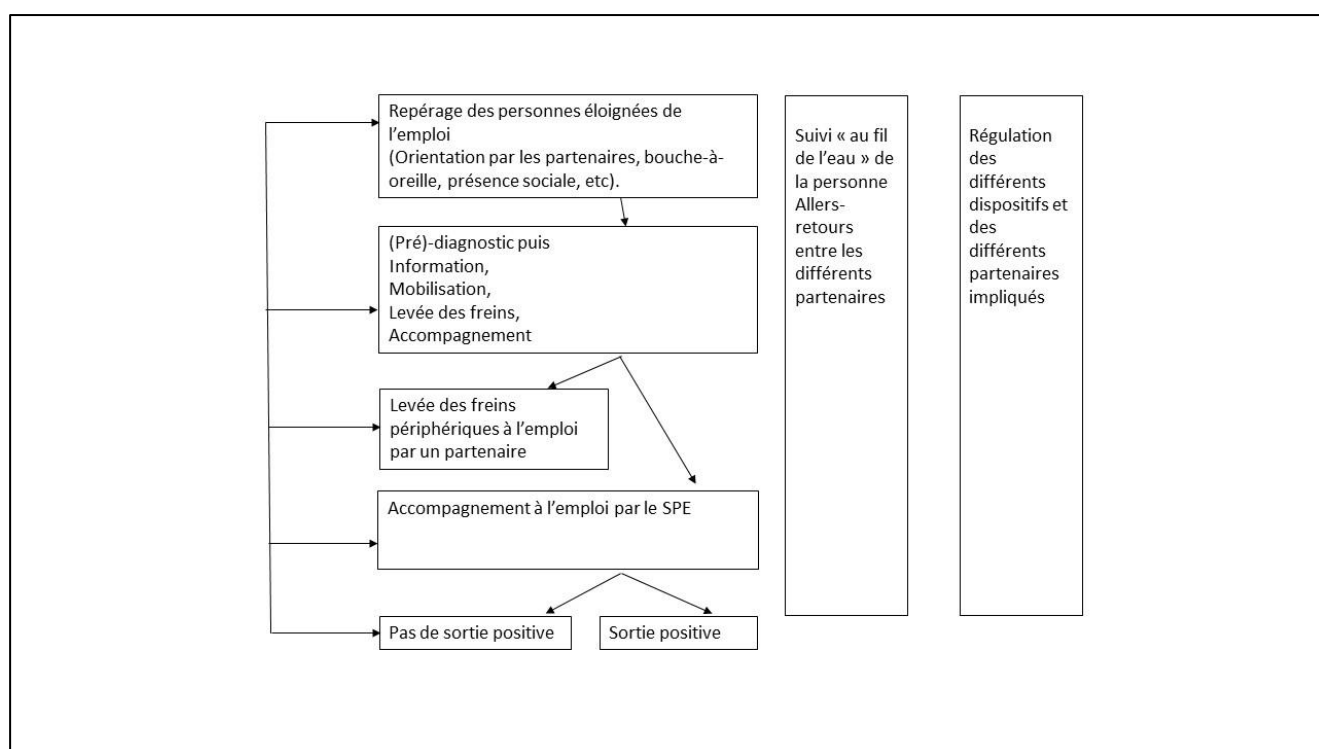 Repérage des personnes éloignées de
l’emploi
(Orientation par les partenaires, bouche-à-
oreille, présence sociale, etc).
(Pré)-diagnostic puis
Information,
Mobilisation,
Levée des freins,
Accompagnement
Levée des freins
périphériques à l’emploi
par un partenaire
Accompagnement à l’emploi par le SPE
Pas de sortie positive
Sortie positive
Suivi « au fil
de l’eau » de
la personne
Allers-
retours
entre les
différents
partenaires
Régulation
des
différents
dispositifs et
des
différents
partenaires
impliqués